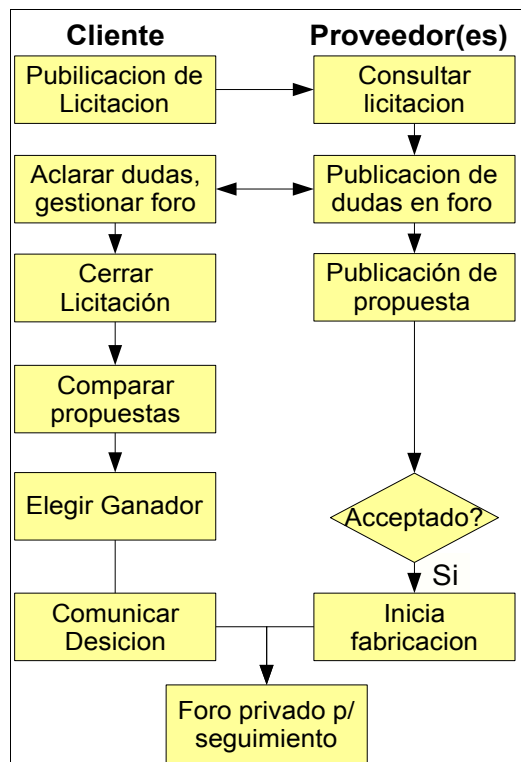 Cliente
Proveedor(es)
Pubilicacion de
Licitacion
Consultar
licitacion
Aclarar dudas,
gestionar foro
Publicacion de
dudas en foro
Cerrar
Licitación
Publicación de
propuesta
Comparar
propuestas
Elegir Ganador
Acceptado?
Si
Comunicar
Desicion
Inicia
fabricacion
Foro privado p/
seguimiento